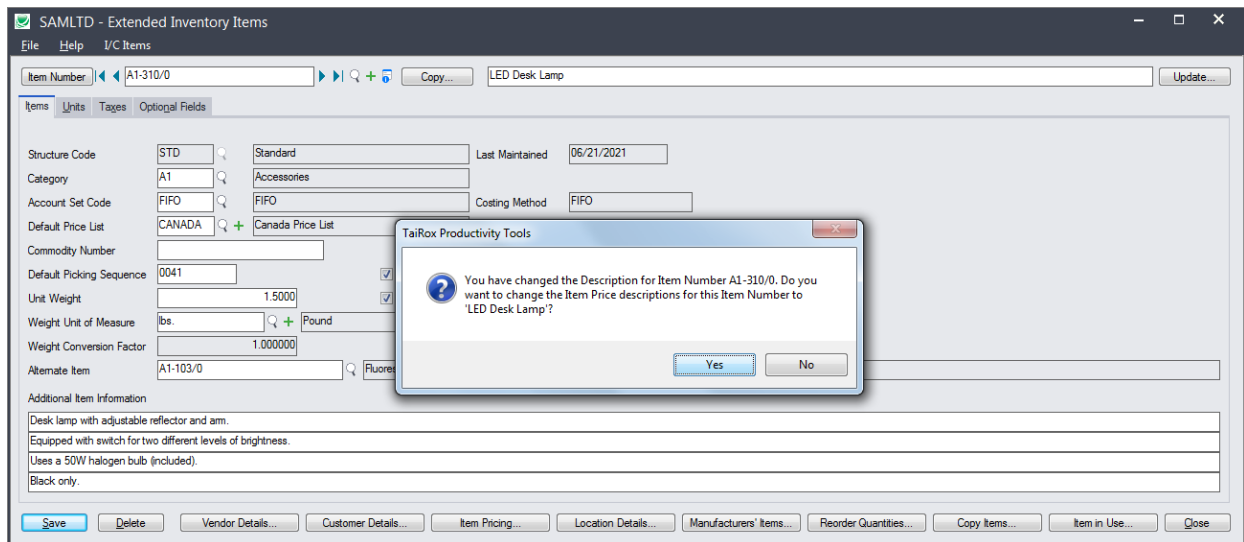 SAMLTD - Extended Inventory Items
File Help I/C Items
Item Number A1-310/0 Copy... LED Desk Lamp Update...
Items Units Taxes Optional Fields
Structure Code STD Standard Last Maintained 06/21/2021
Category A1 Accessories
Account Set Code FIFO FIFO Costing Method FIFO
Default Price List CANADA Canada Price List
Commodity Number
Default Picking Sequence 0041
Unit Weight 1.5000
Weight Unit of Measure lbs. Pound
Weight Conversion Factor 1.000000
Alternate Item A1-103/0
TaiRox Productivity Tools
You have changed the Description for Item Number A1-310/0. Do you
want to change the Item Price descriptions for this Item Number to
'LED Desk Lamp'?
Yes No
Additional Item Information
Desk lamp with adjustable reflector and arm.
Equipped with switch for two different levels of brightness.
Uses a 50W halogen bulb (included).
Black only.
Save Delete Vendor Details... Customer Details... Item Pricing... Location Details... Manufacturers' Items... Reorder Quantities... Copy Items... Item in Use... Close